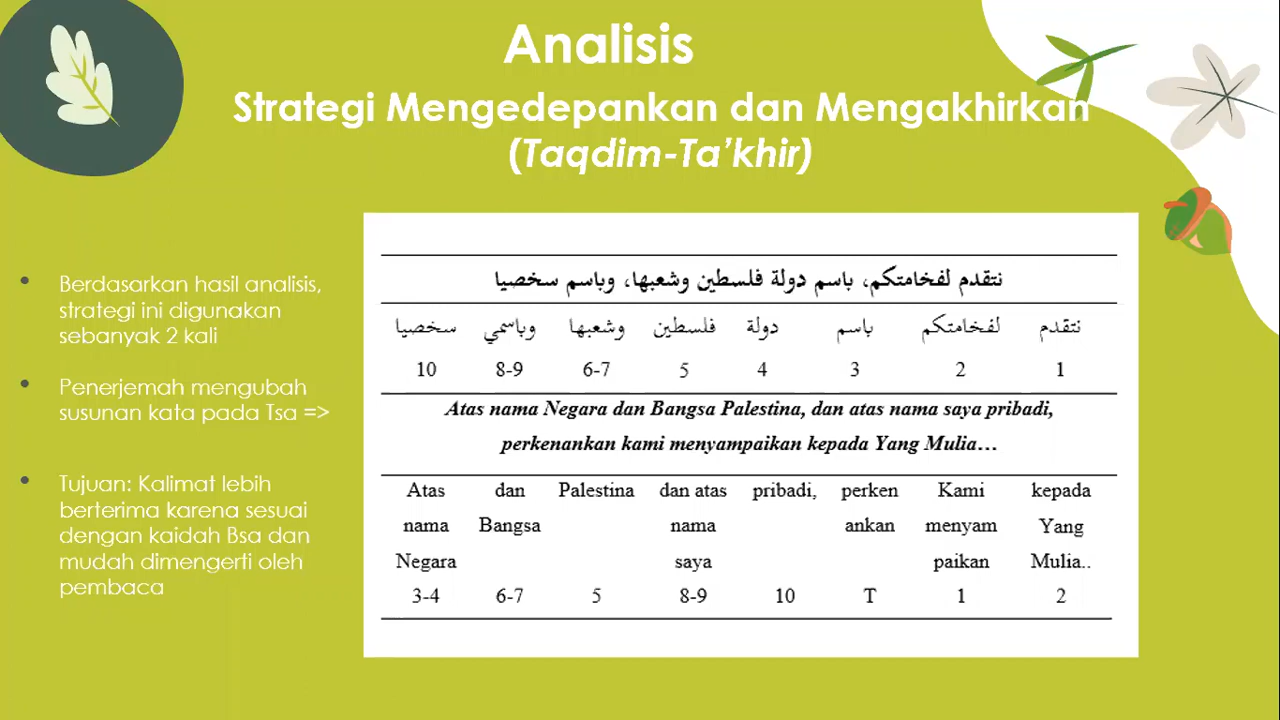 Analisis
Strategi Mengedepankan dan Mengakhirkan
(Taqdim-Ta'khir)
• Berdasarkan hasil analisis,
strategi ini digunakan
sebanyak 2 kali
• Penerjemah mengubah
susunan kata pada Tsa =>
• Tujuan: Kalimat lebih
berterima karena sesuai
dengan kaidah Bsa dan
mudah dimengerti oleh
pembaca
نتقدم لفخامتكم، باسم دولة فلسطين وشعبها، وباسم سخصيا
نتقدم لفخامتكم باسم دولة فلسطين وشعبها وباسمي سخصيا
10 8-9 6-7 5 4 3 2 1
Atas nama Negara dan Bangsa Palestina, dan atas nama saya pribadi,
perkenankan kami menyampaikan kepada Yang Mulia…
Atas dan Palestina dan atas pribadi, perken Kami kepada
nama Bangsa nama ankan menyam Yang
Negara saya paikan Mulia..
3-4 6-7 5 8-9 10 T 1 2